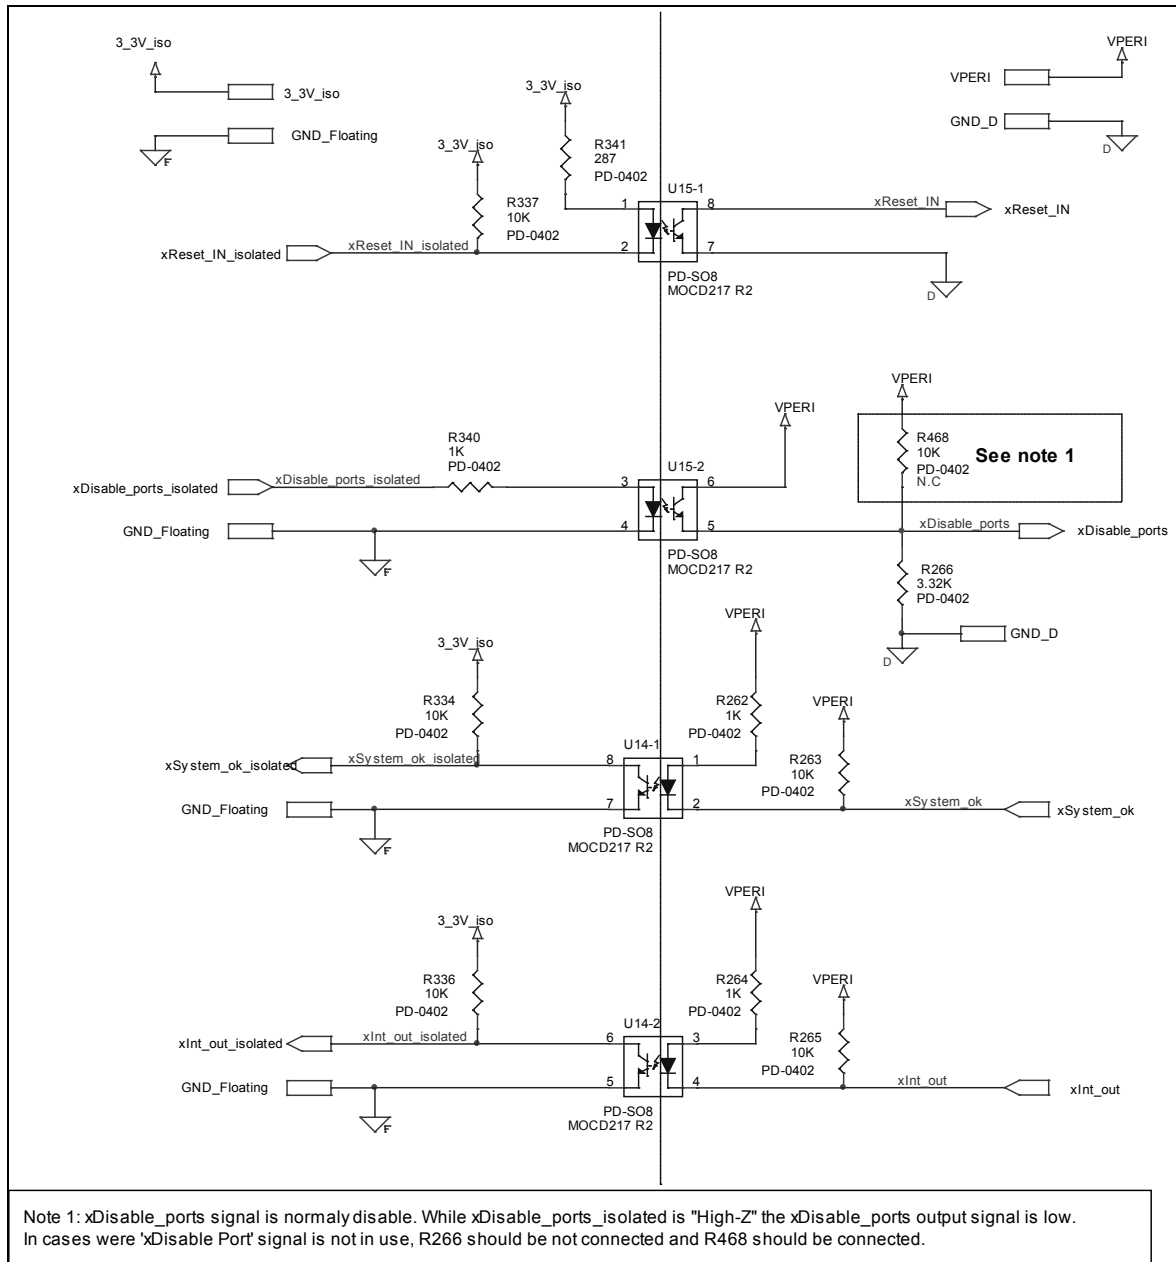 3_3V_iso
3_3V_iso
GND_Floating
F
VPERI
VPERI
GND_D
D
3_3V_iso
R341
287
PD-0402
3_3V_iso
R337
10K
PD-0402
U15-1
1
8
2
7
xReset_IN
xReset_IN
xReset_IN_isolated
xReset_IN_isolated
PD-SO8
MOCD217 R2
D
VPERI
VPERI
R468
10K
PD-0402
N.C
See note 1
R340
1K
PD-0402
U15-2
xDisable_ports_isolated
xDisable_ports_isolated
3
6
GND_Floating
4
5
xDisable_ports
xDisable_ports
F
PD-SO8
MOCD217 R2
R266
3.32K
PD-0402
GND_D
D
3_3V_iso
VPERI
R334
10K
PD-0402
R262
1K
PD-0402
VPERI
U14-1
R263
10K
PD-0402
xSystem_ok_isolated
xSystem_ok_isolated
8
1
GND_Floating
7
2
xSystem_ok
xSystem_ok
F
PD-SO8
MOCD217 R2
3_3V_iso
VPERI
R336
10K
PD-0402
R264
1K
PD-0402
VPERI
U14-2
R265
10K
PD-0402
xInt_out_isolated
xInt_out_isolated
6
3
GND_Floating
5
4
xInt_out
xInt_out
F
PD-SO8
MOCD217 R2
Note 1: xDisable_ports signal is normaly disable. While xDisable_ports_isolated is "High-Z" the xDisable_ports output signal is low.
In cases were 'xDisable Port' signal is not in use, R266 should be not connected and R468 should be connected.